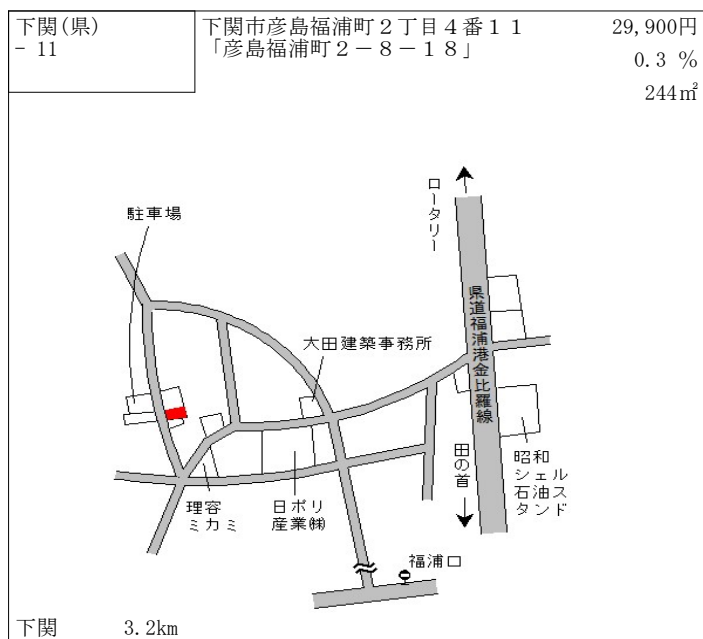 下関(県)
- 11
下関市彦島福浦町２丁目４番１１
「彦島福浦町２－８－１８」
29,900円
0.3 %
244㎡
ロータリー
駐車場
県道福浦港金比羅線
大田建築事務所
田の首
昭和
シェル
石油ス
タンド
理容
ミカミ
日ポリ
産業㈱
福浦口
下関 3.2km